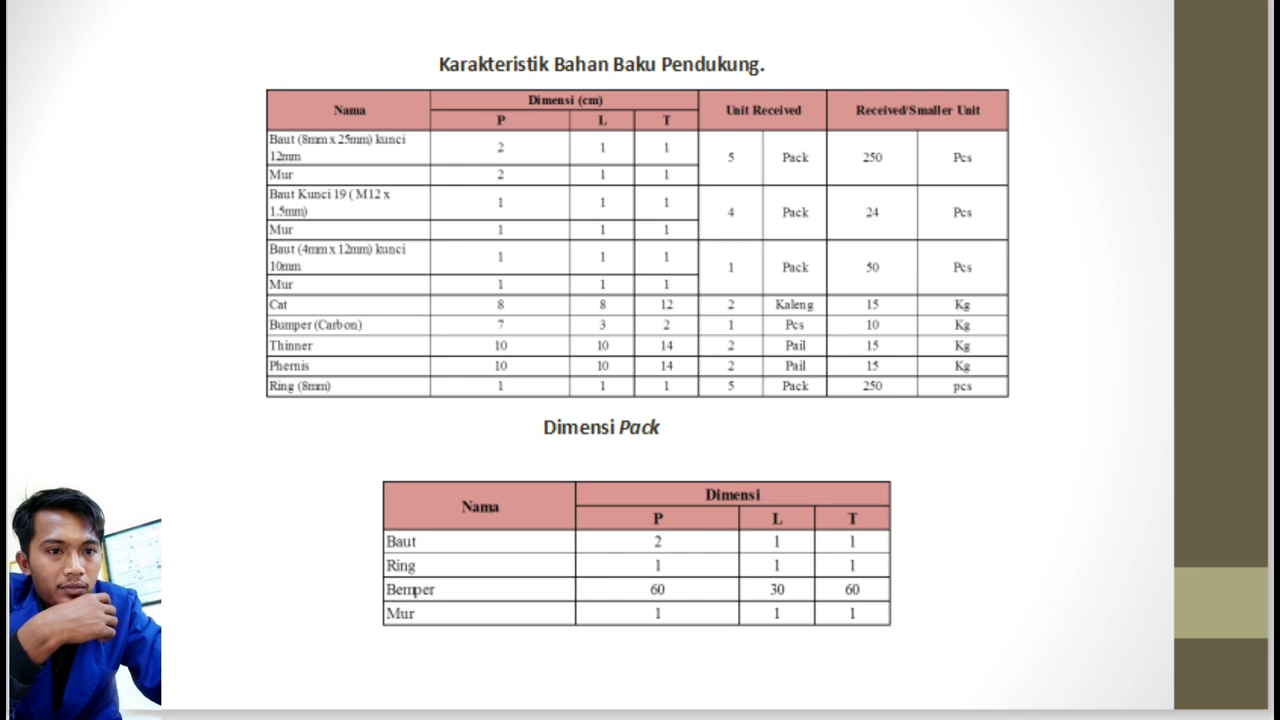 Karakteristik Bahan Baku Pendukung.
Nama Dimensi (cm) Unit Received Received/Smaller Unit
P L T
Baut (8mm x 25mm) kunci
12mm 2 1 1 5 Pack 250 Pcs
Mur 2 1 1
Baut Kunci 19 ( M12 x
1.5mm) 1 1 1 4 Pack 24 Pcs
Mur 1 1 1
Baut (4mm x 12mm) kunci
10mm 1 1 1 1 Pack 50 Pcs
Mur 1 1 1
Cat 8 8 12 2 Kaleng 15 Kg
Bumper (Carbon) 7 3 2 1 Pcs 10 Kg
Thinner 10 10 14 2 Pail 15 Kg
Phernis 10 10 14 2 Pail 15 Kg
Ring (8mm) 1 1 1 5 Pack 250 pcs
Dimensi Pack
Nama Dimensi
P L T
Baut 2 1 1
Ring 1 1 1
Bemper 60 30 60
Mur 1 1 1